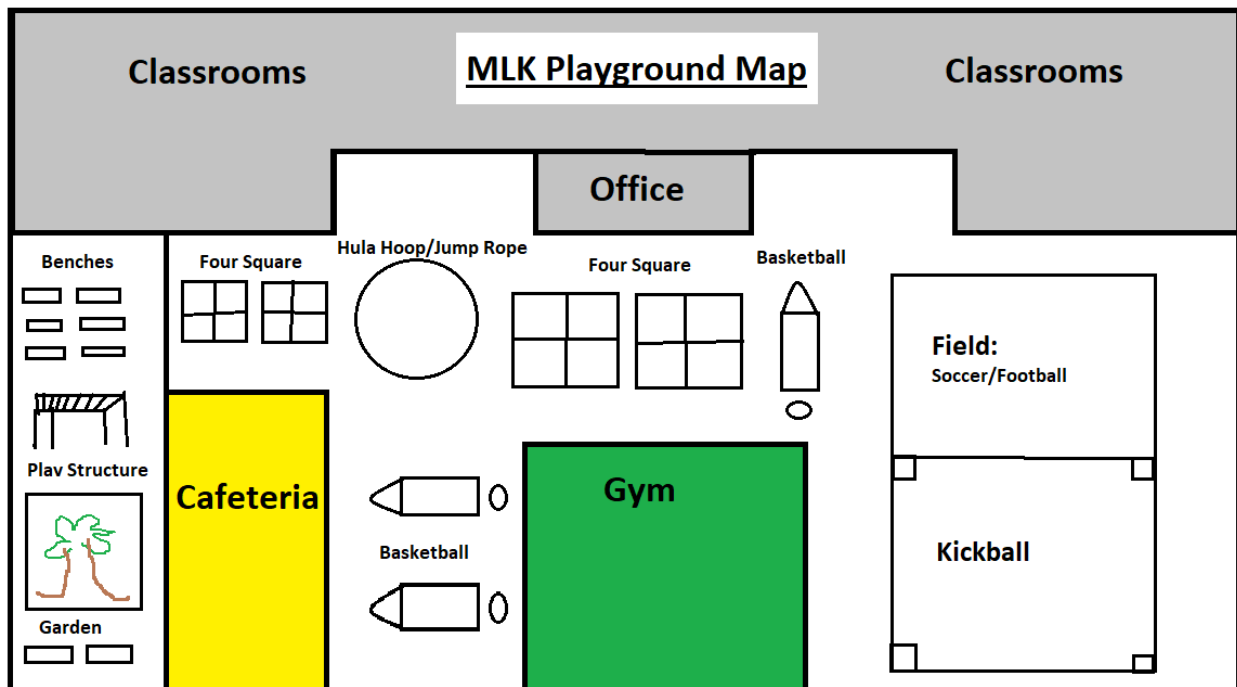 Classrooms
MLK Playground Map
Classrooms
Office
Benches
Four Square
Hula Hoop/Jump Rope
Four Square
Basketball
Field:
Soccer/Football
Plav Structure
Cafeteria
Gym
Basketball
Kickball
Garden